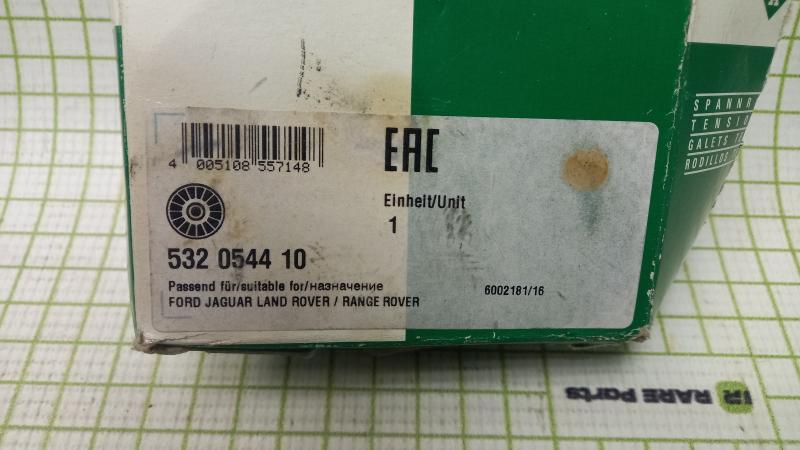 4 005108 557148
EAC
Einheit/Unit
1
532 0544 10
Passend für/suitable for/назначение
FORD JAGUAR LAND ROVER / RANGE ROVER
6002181/16
SPANNR
TENSIO
GALETS
RODILLOS
RARE Parts